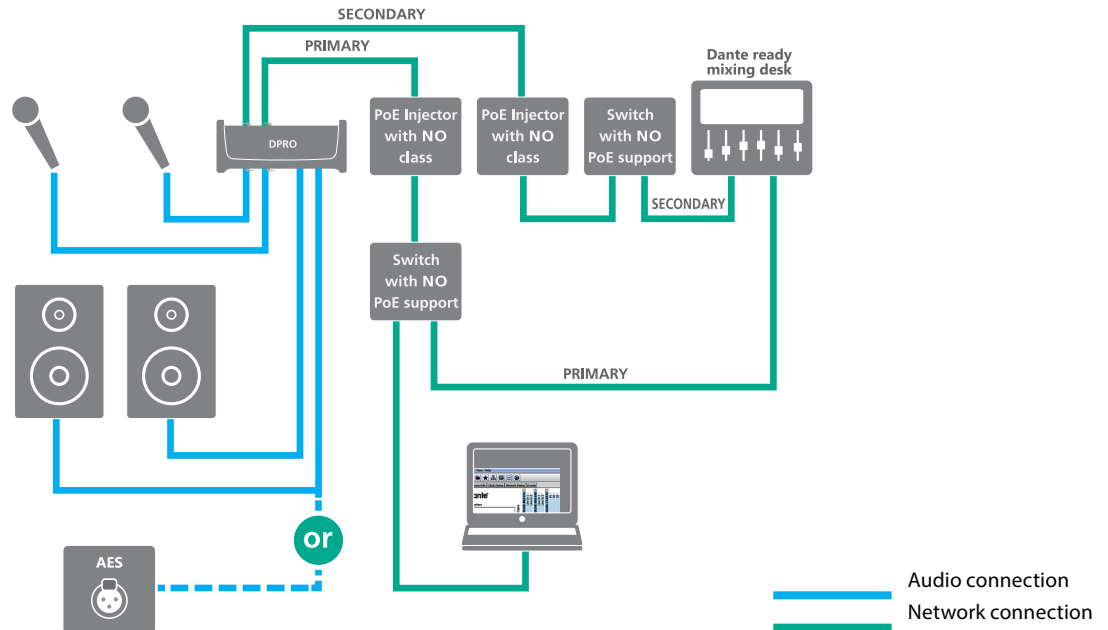 SECONDARY
PRIMARY
Dante ready
mixing desk
DPRO
PoE Injector
with NO
class
PoE Injector
with NO
class
Switch
with NO
PoE support
SECONDARY
Switch
with NO
PoE support
PRIMARY
or
AES
Audio connection
Network connection